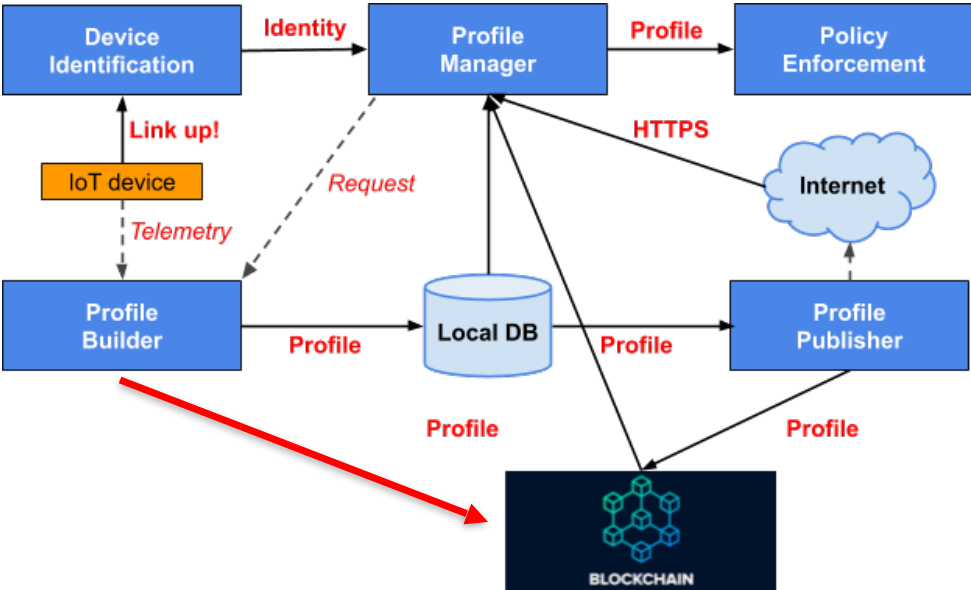 Device
Identification
Identity
Profile
Manager
Profile
Policy
Enforcement
Link up!
HTTPS
IoT device
Request
Internet
Telemetry
Profile
Builder
Profile
Local DB
Profile
Profile
Publisher
Profile
Profile
BLOCKCHAIN